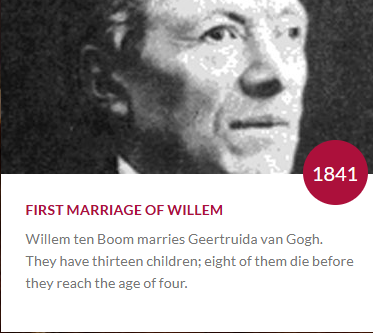 1841
FIRST MARRIAGE OF WILLEM
Willem ten Boom marries Geertruida van Gogh.
They have thirteen children; eight of them die before
they reach the age of four.